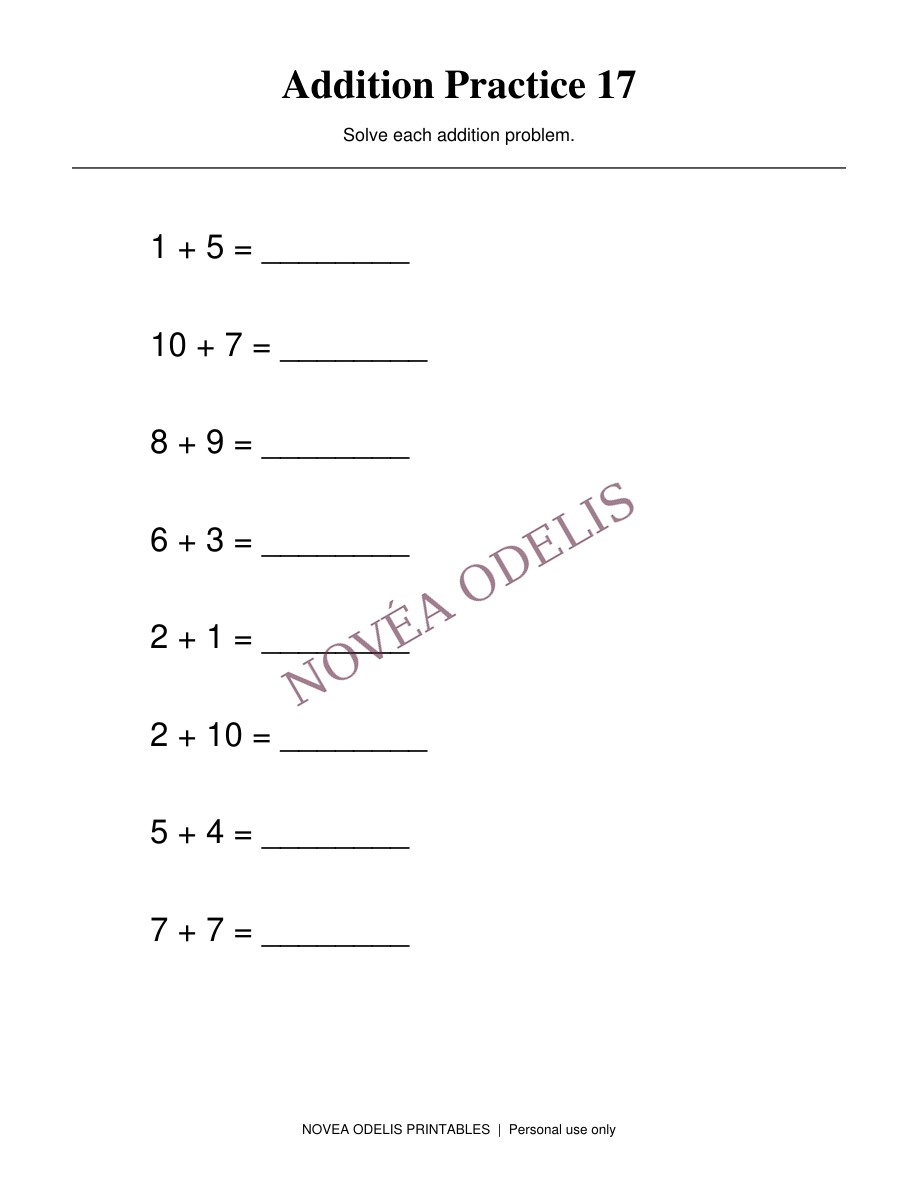 Addition Practice 17
Solve each addition problem.
1 + 5 = ________
10 + 7 = ________
8 + 9 = ________
6 + 3 = ________
NOVÉA ODELIS
2 + 1 = ________
2 + 10 = ________
5 + 4 = ________
7 + 7 = ________
NOVEA ODELIS PRINTABLES | Personal use only